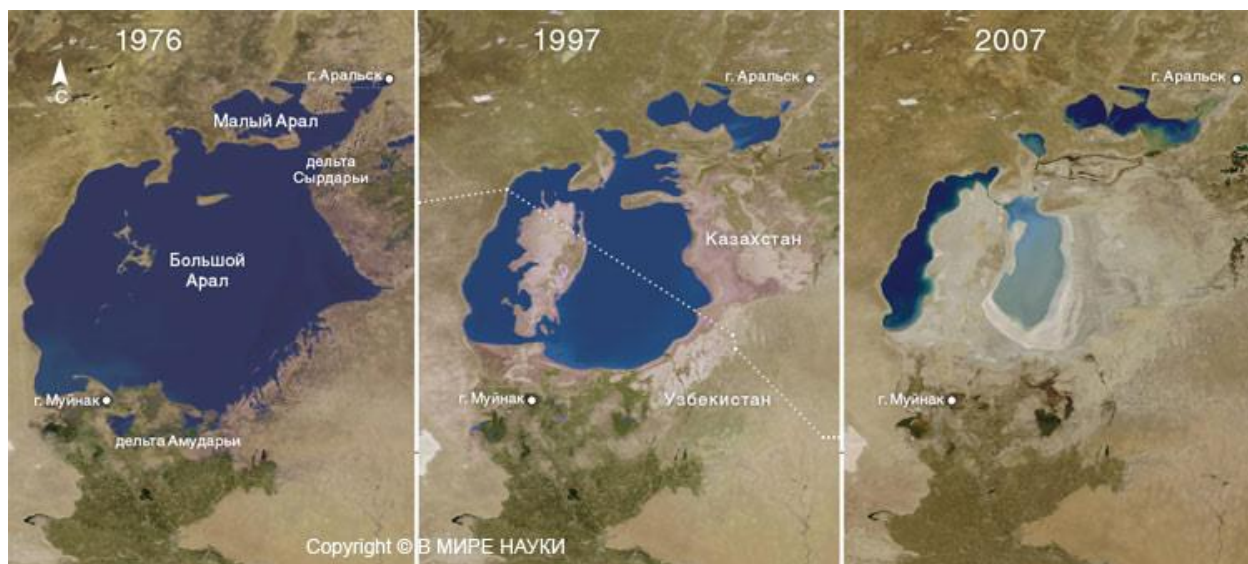 1976
С
г. Аральск
Малый Арал
дельта
Сырдарьи
Большой
Арал
г. Муйнак
дельта Амударьи
1997
г. Аральск
Казахстан
г. Муйнак
Узбекистан
2007
г. Аральск
г. Муйнак
Copyright © В МИРЕ НАУКИ